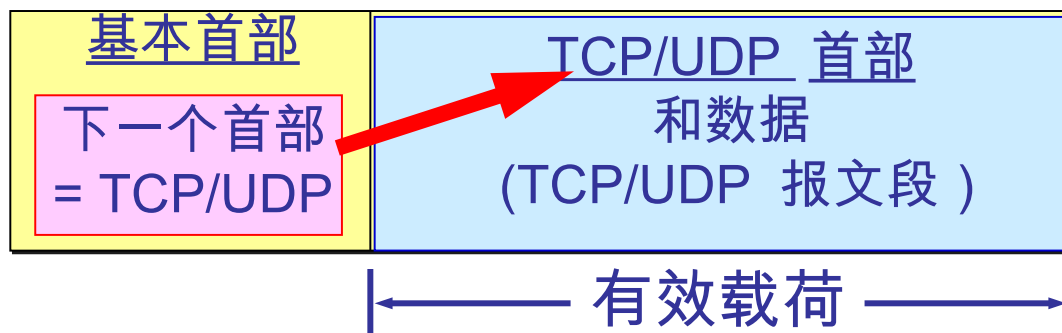 基本首部
下一个首部
= TCP/UDP
TCP/UDP 首部
和数据
(TCP/UDP 报文段 )
有效载荷